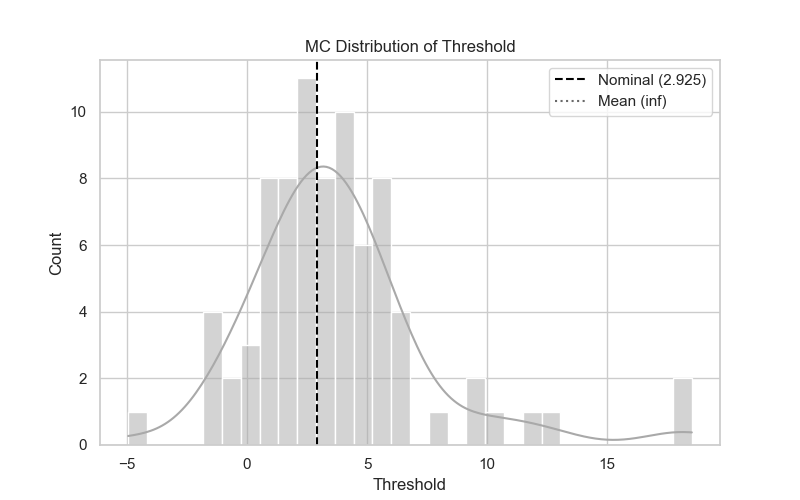 MC Distribution of Threshold
Nominal (2.925)
Mean (inf)
Count
10
8
6
4
2
0
−5
0
5
10
15
Threshold